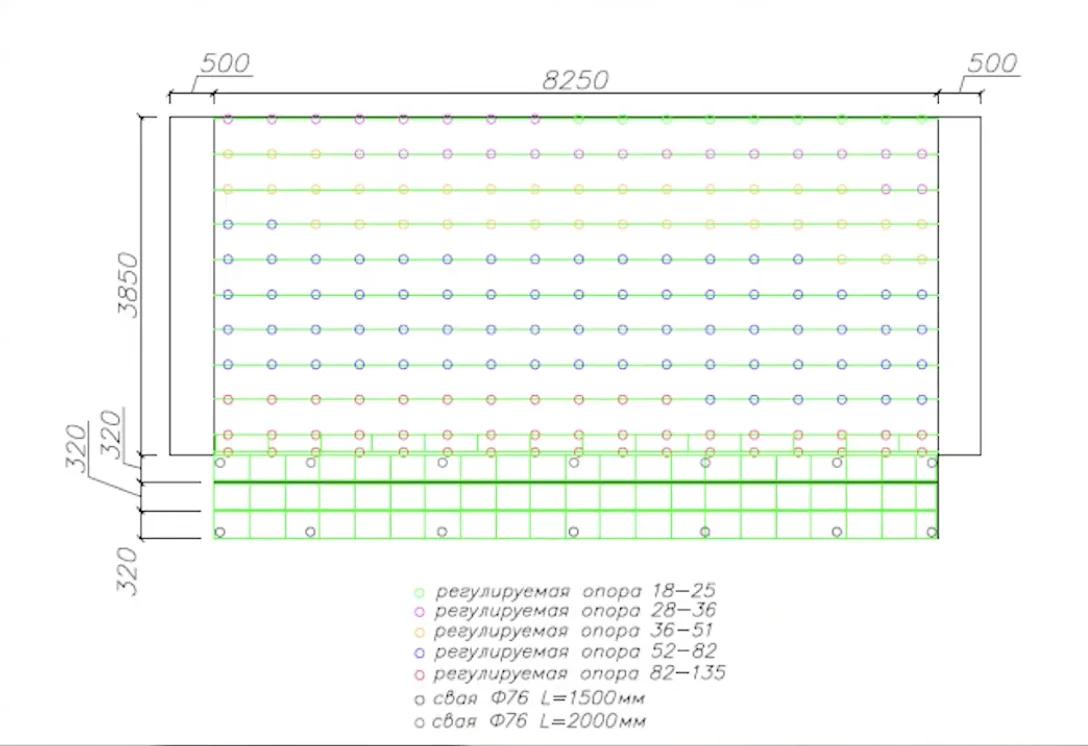 500
8250
500
3850
320
320
320
регулируемая опора 18-25
регулируемая опора 28-36
регулируемая опора 36-51
регулируемая опора 52-82
регулируемая опора 82-135
свая Ф76 L=1500мм
свая Ф76 L=2000мм